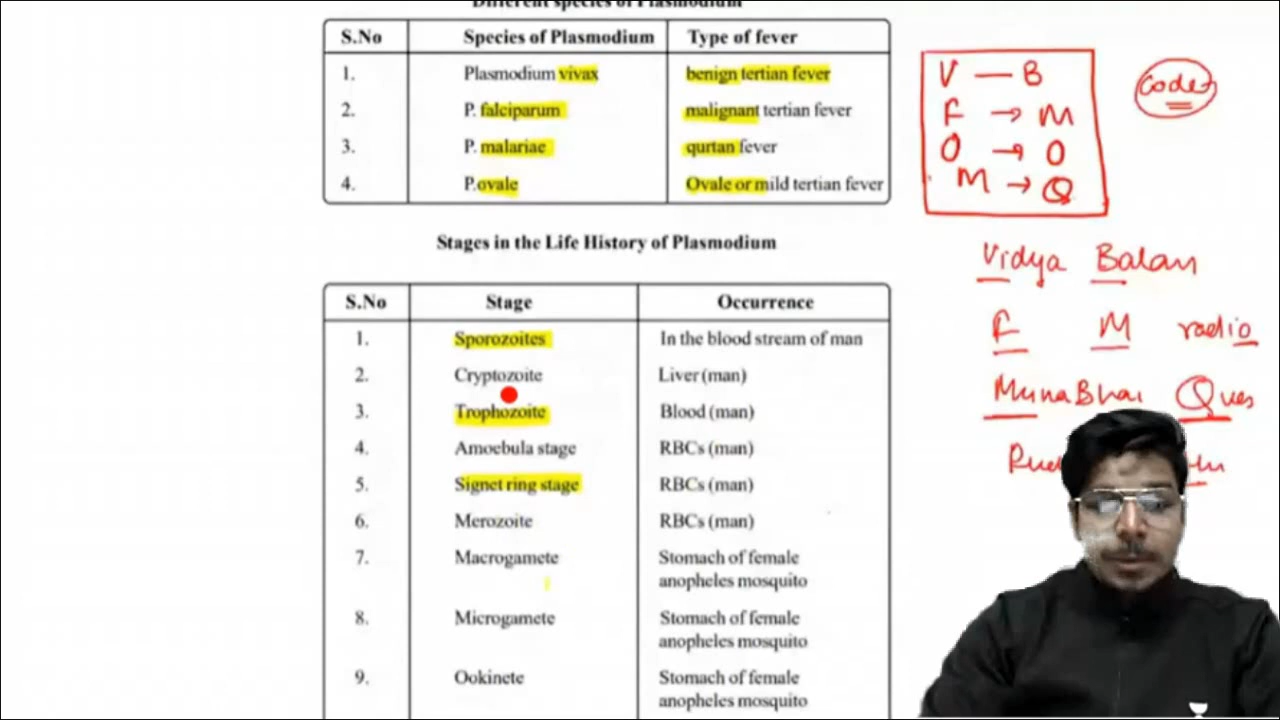 Different species of Plasmodium
S.No Species of Plasmodium Type of fever
1. Plasmodium vivax benign tertian fever
2. P. falciparum malignant tertian fever
3. P. malariae qurtan fever
4. P.ovale Ovale or mild tertian fever
V — B
F → M
O → O
M → Q
Code
Vidya Balan
F M radio
MunaBhai Ques
Stages in the Life History of Plasmodium
S.No Stage Occurrence
1. Sporozoites In the blood stream of man
2. Cryptozoite Liver (man)
3. Trophozoite Blood (man)
4. Amoebula stage RBCs (man)
5. Signet ring stage RBCs (man)
6. Merozoite RBCs (man)
7. Macrogamete Stomach of female
anopheles mosquito
8. Microgamete Stomach of female
anopheles mosquito
9. Ookinete Stomach of female
anopheles mosquito